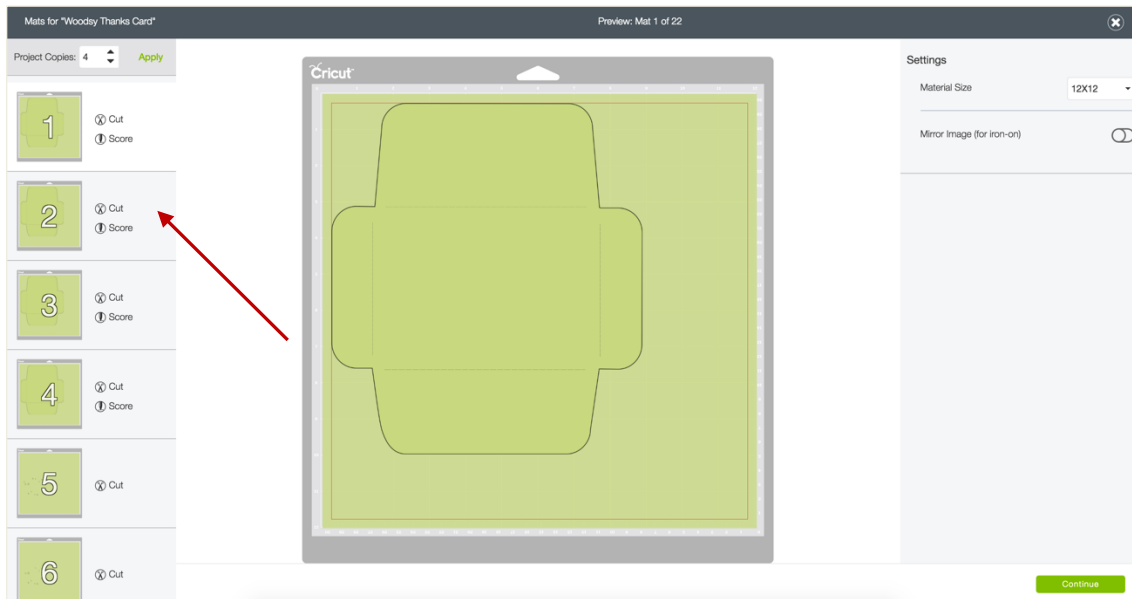 Mats for "Woodsy Thanks Card"
Preview: Mat 1 of 22
Project Copies: 4
Apply
1
Cut
Score
2
Cut
Score
3
Cut
Score
4
Cut
Score
5
Cut
6
Cut
Cricut
Settings
Material Size
12X12
Mirror Image (for iron-on)
Continue